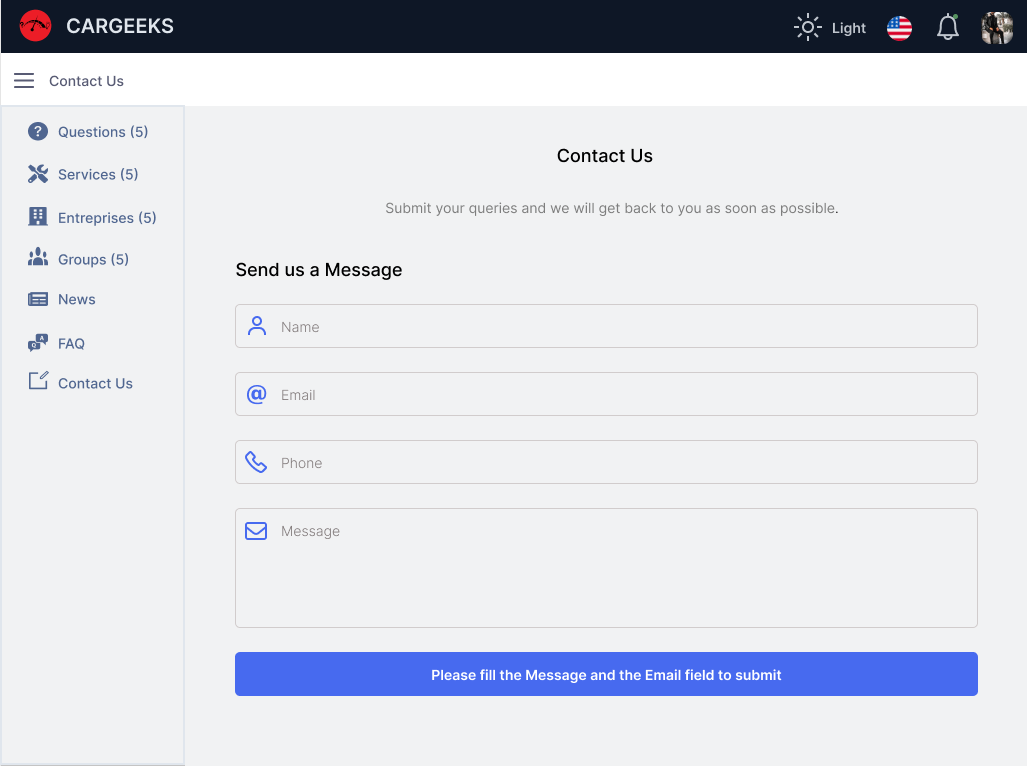 CARGEEKS
Light
Contact Us
Questions (5)
Services (5)
Entreprises (5)
Groups (5)
News
FAQ
Contact Us
Contact Us
Submit your queries and we will get back to you as soon as possible.
Send us a Message
Name
Email
Phone
Message
Please fill the Message and the Email field to submit